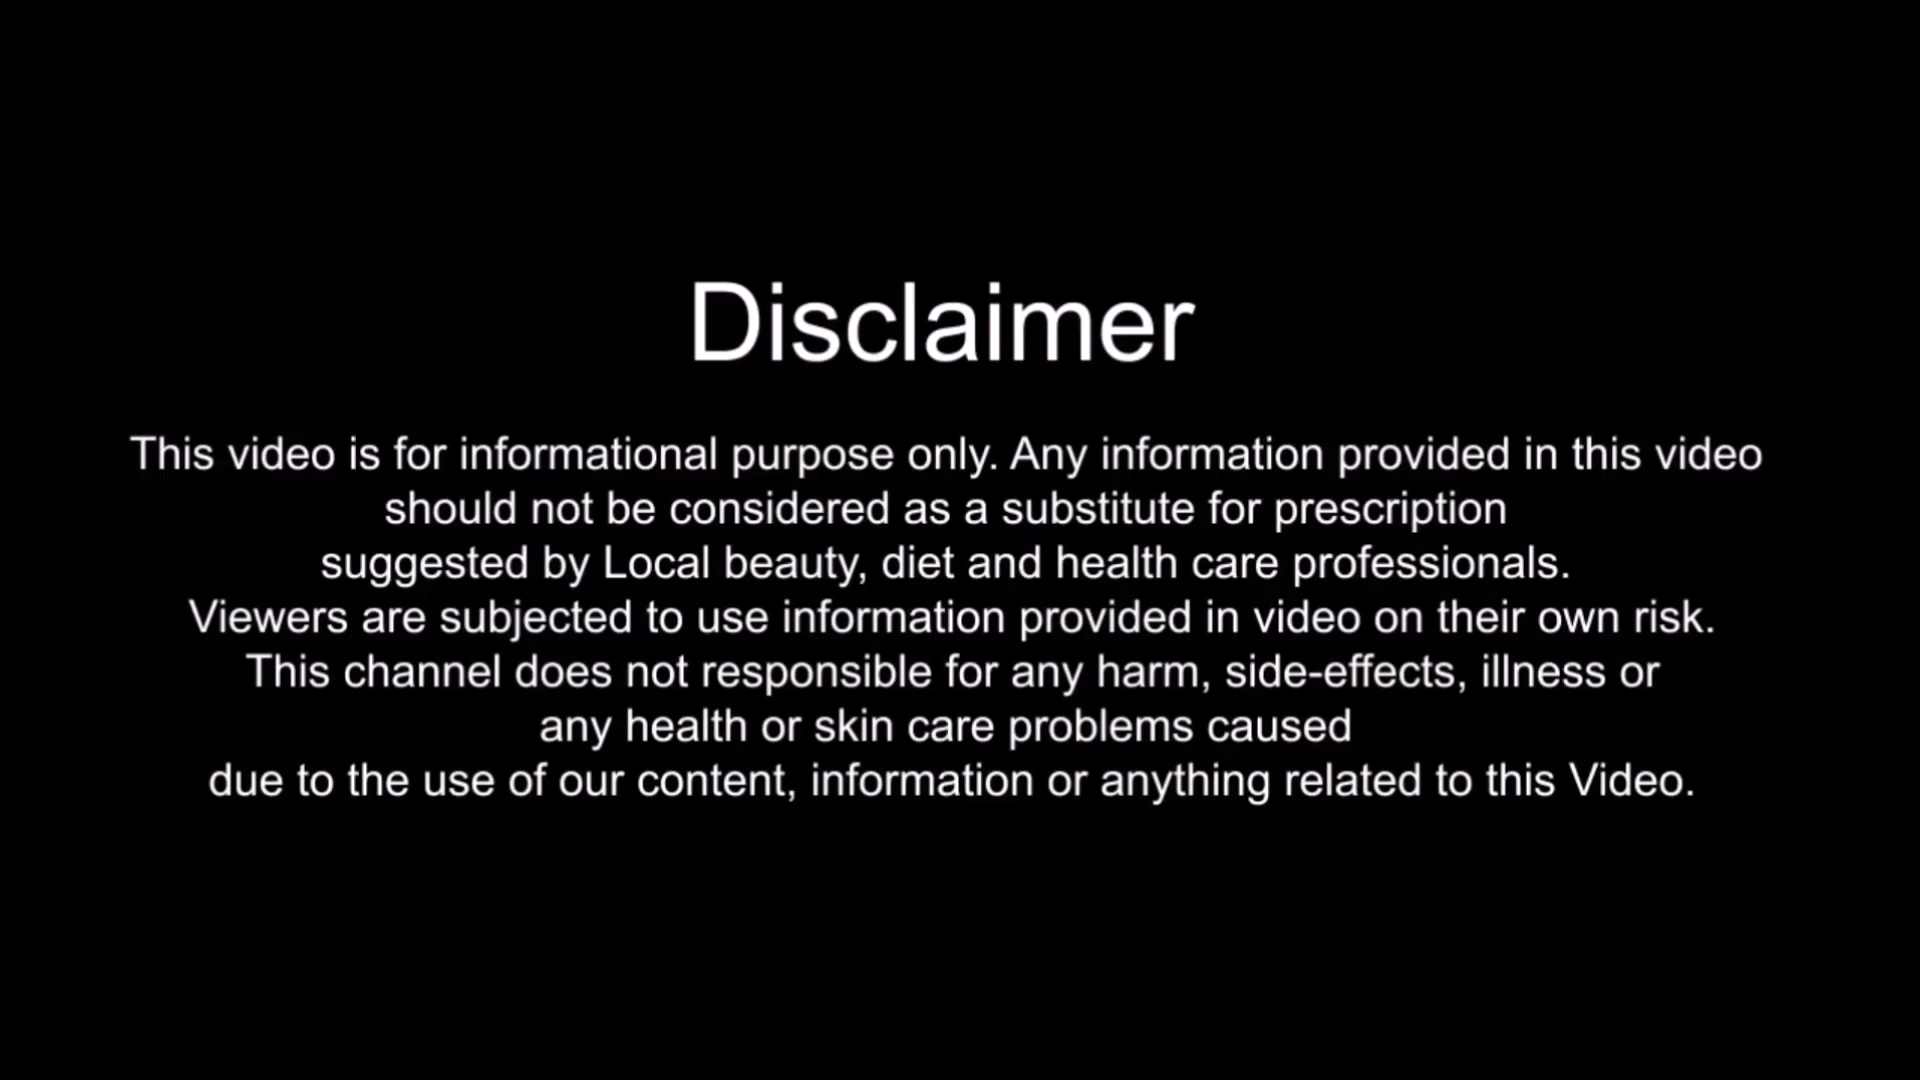 Disclaimer
This video is for informational purpose only. Any information provided in this video
should not be considered as a substitute for prescription
suggested by Local beauty, diet and health care professionals.
Viewers are subjected to use information provided in video on their own risk.
This channel does not responsible for any harm, side-effects, illness or
any health or skin care problems caused
due to the use of our content, information or anything related to this Video.